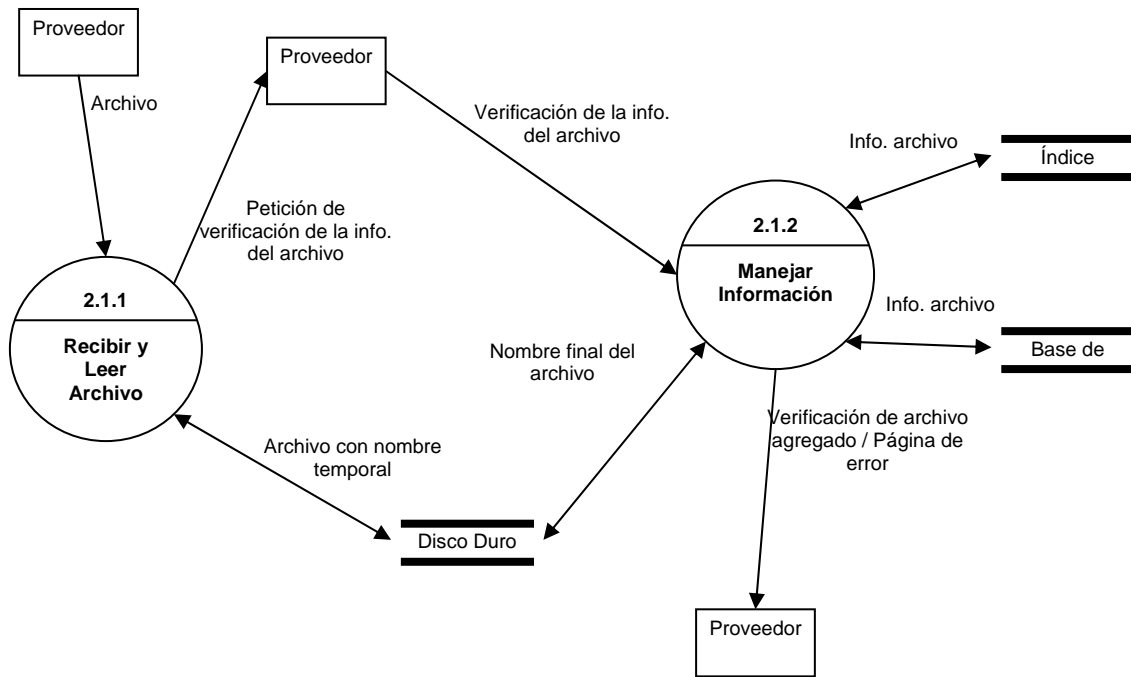 Proveedor
Archivo
Proveedor
Verificación de la info.
del archivo
Info. archivo
Índice
Petición de
verificación de la info.
del archivo
2.1.1
Recibir y
Leer
Archivo
2.1.2
Manejar
Información
Info. archivo
Base de
Nombre final del
archivo
Verificación de archivo
agregado / Página de
error
Archivo con nombre
temporal
Disco Duro
Proveedor